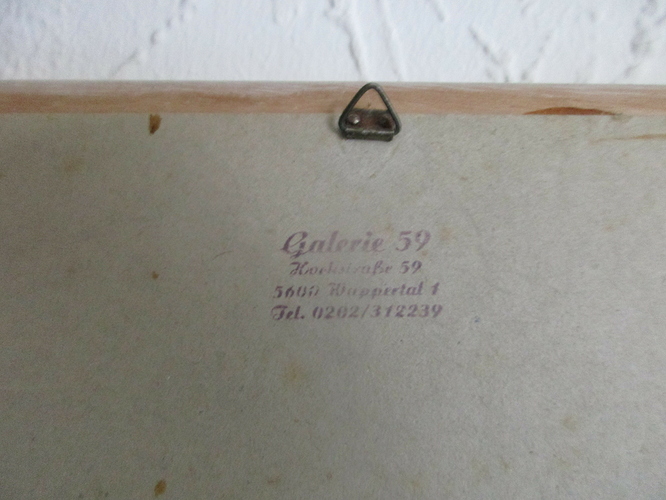 Galerie 59
Hochstraße 59
5600 Wuppertal 1
Tel. 0202/312239